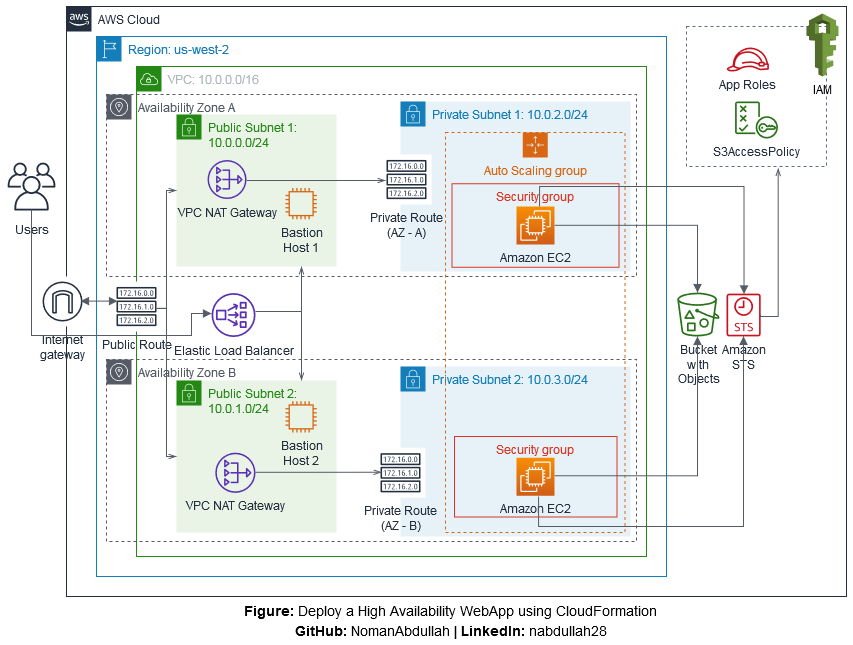 aws
AWS Cloud
Region: us-west-2
VPC: 10.0.0.0/16
Availability Zone A
Public Subnet 1:
10.0.0.0/24
VPC NAT Gateway
Bastion
Host 1
172.16.0.0
172.16.1.0
172.16.2.0
Private Route
(AZ - A)
Private Subnet 1: 10.0.2.0/24
Auto Scaling group
Security group
Amazon EC2
App Roles
S3AccessPolicy
IAM
Users
Internet
gateway
172.16.0.0
172.16.1.0
172.16.2.0
Public Route
Elastic Load Balancer
Bucket
with
Objects
STS
Amazon
STS
Availability Zone B
Public Subnet 2:
10.0.1.0/24
Bastion
Host 2
VPC NAT Gateway
172.16.0.0
172.16.1.0
172.16.2.0
Private Route
(AZ - B)
Private Subnet 2: 10.0.3.0/24
Security group
Amazon EC2
Figure: Deploy a High Availability WebApp using CloudFormation
GitHub: NomanAbdullah | LinkedIn: nabdullah28